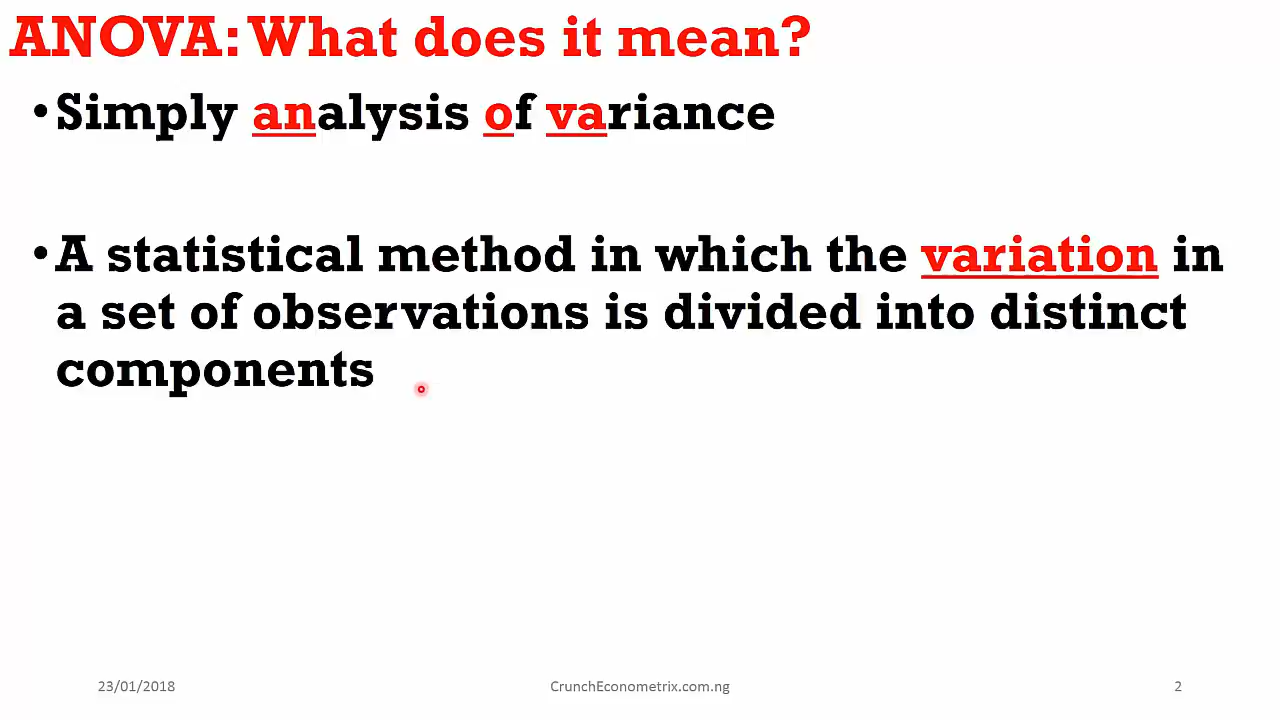 ANOVA: What does it mean?
•Simply analysis of variance
•A statistical method in which the variation in
a set of observations is divided into distinct
components
23/01/2018
CrunchEconometrix.com.ng
2